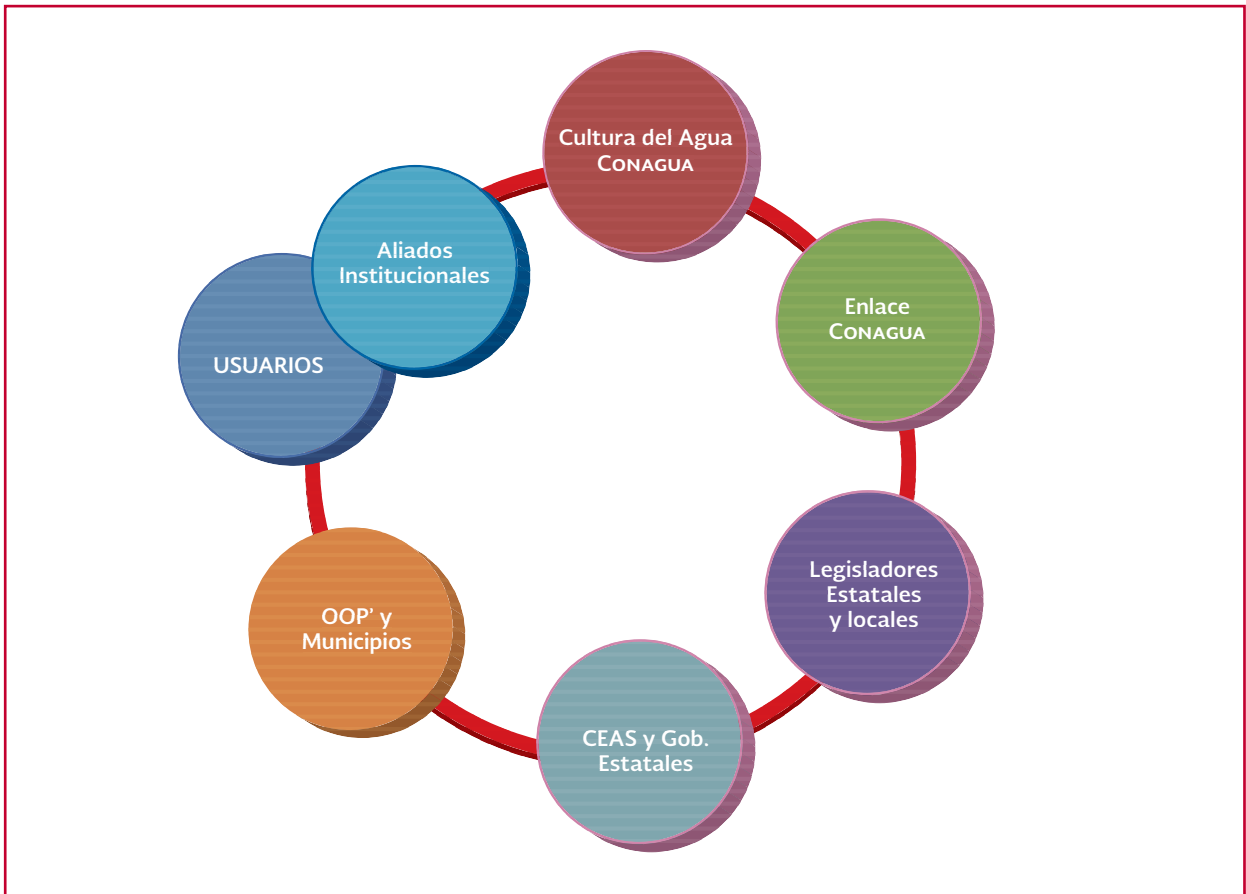 Cultura del Agua
CONAGUA
Enlace
CONAGUA
Legisladores
Estatales
y locales
CEAS y Gob.
Estatales
OOP' y
Municipios
USUARIOS
Aliados
Institucionales